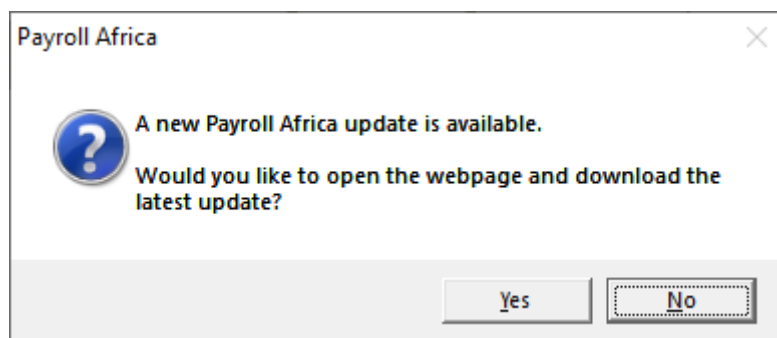 Payroll Africa
A new Payroll Africa update is available.
Would you like to open the webpage and download the
latest update?
Yes
No